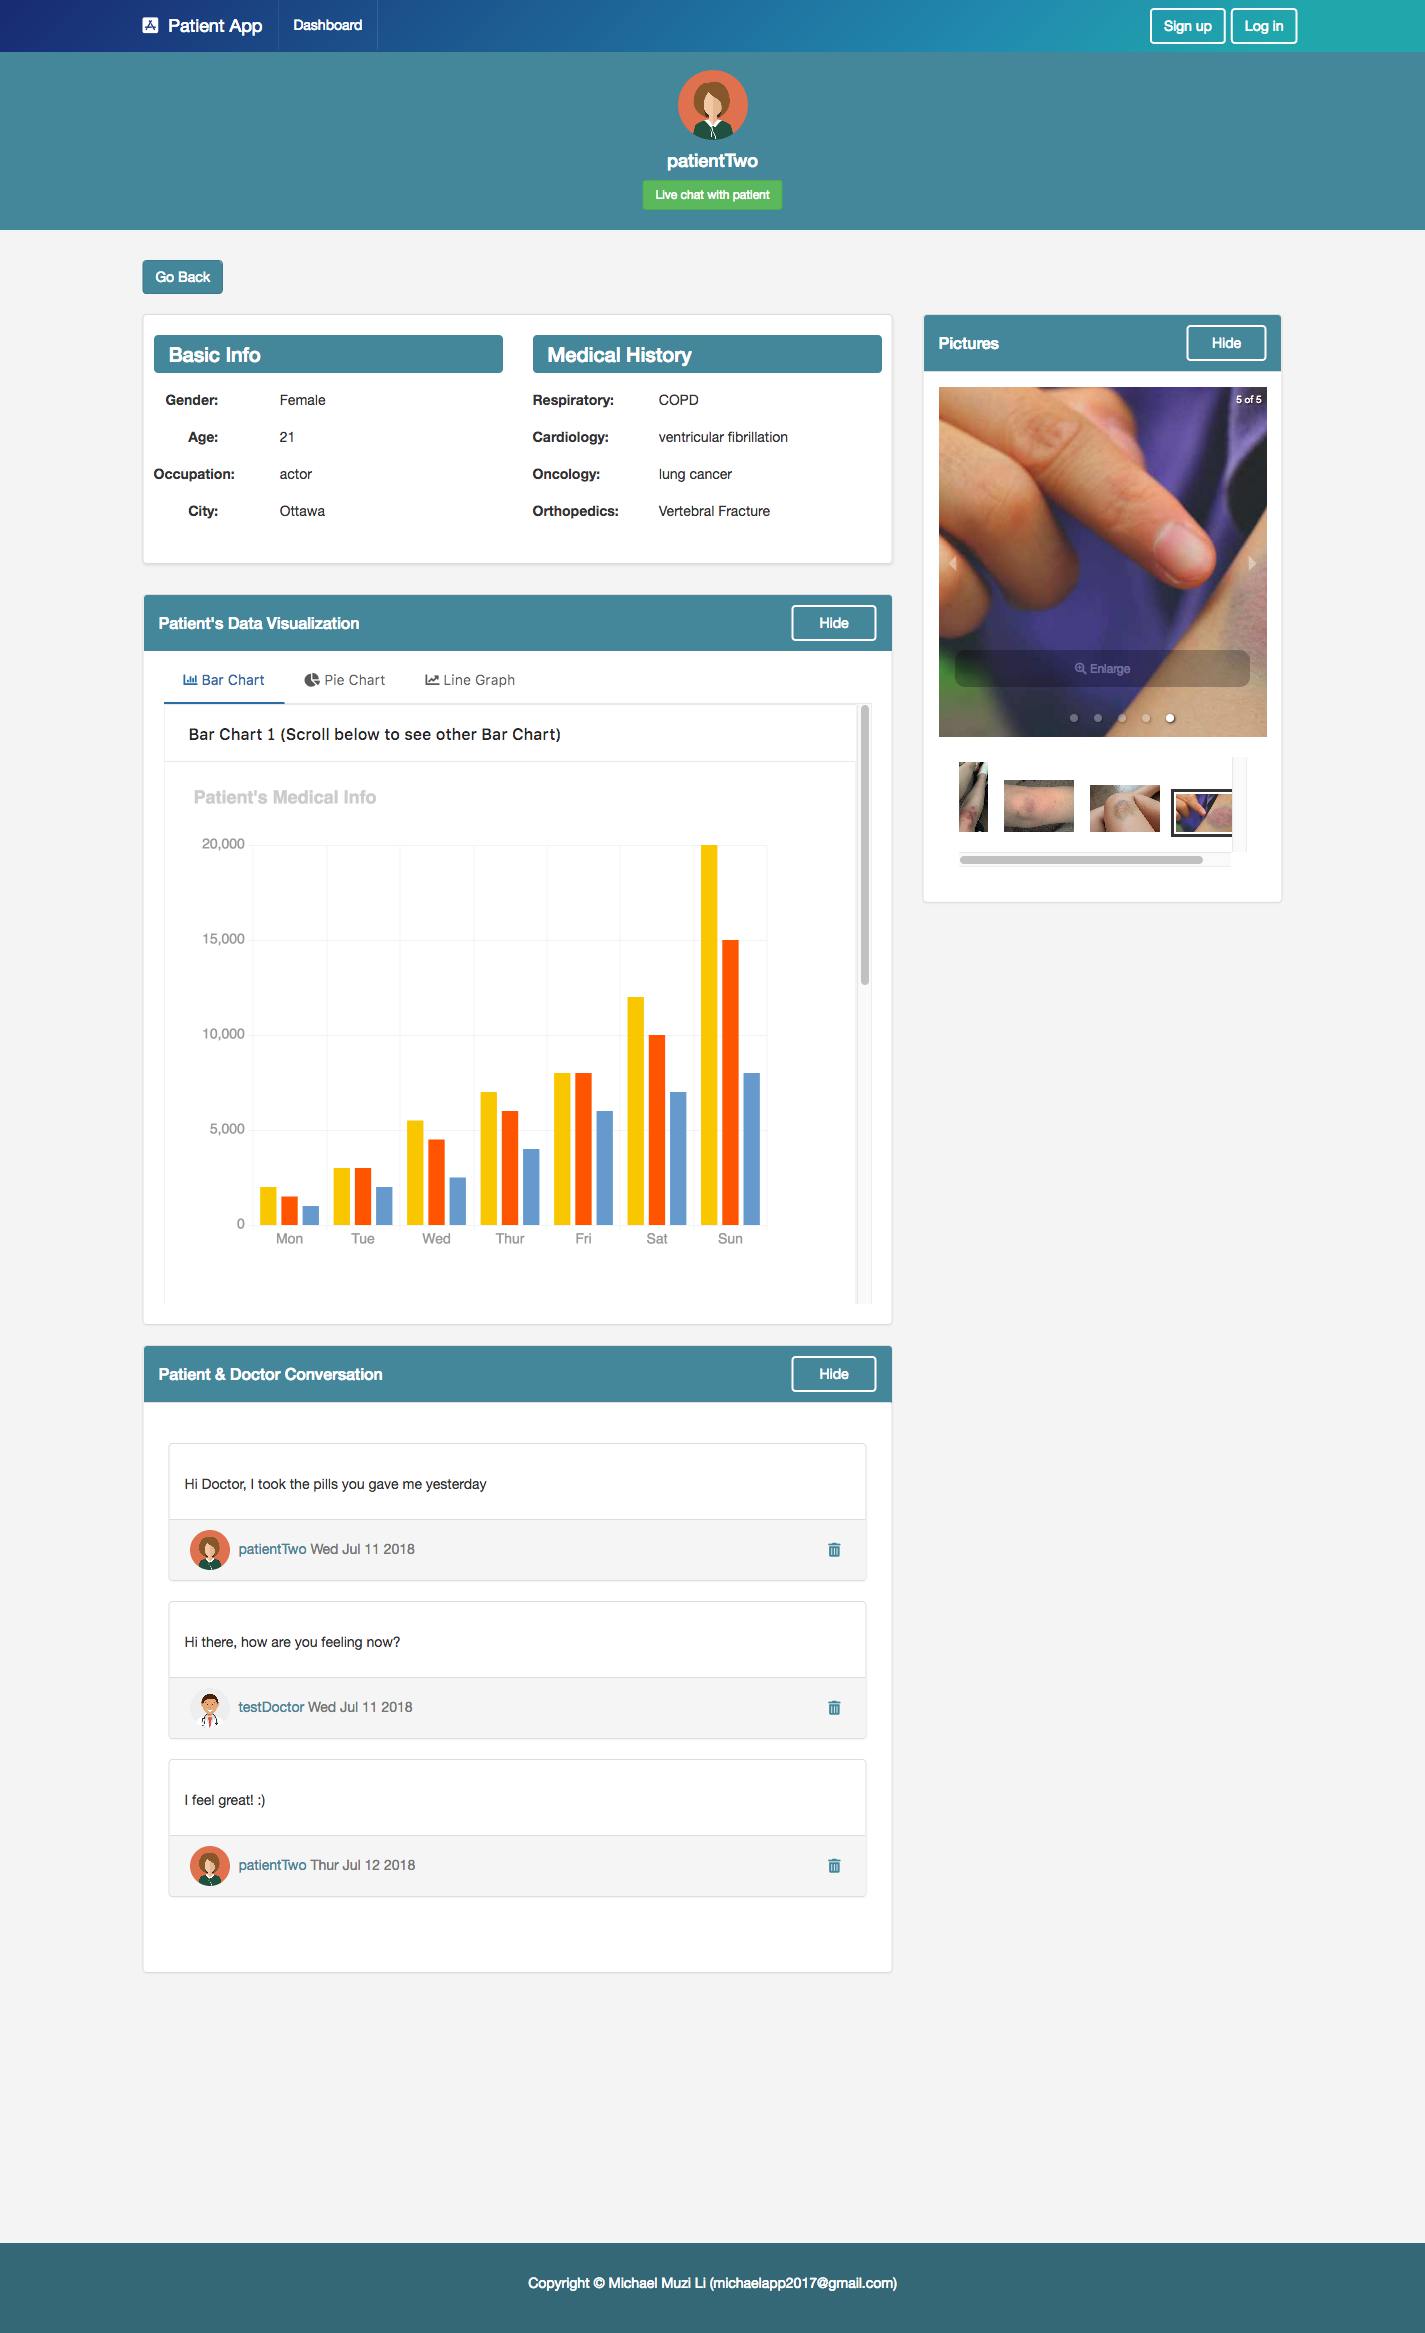 Patient App
Dashboard
Sign up
Log in
patientTwo
Live chat with patient
Go Back
Basic Info
Gender: Female
Age: 21
Occupation: actor
City: Ottawa
Medical History
Respiratory: COPD
Cardiology: ventricular fibrillation
Oncology: lung cancer
Orthopedics: Vertebral Fracture
Pictures
Hide
5 of 5
Enlarge
Patient's Data Visualization
Hide
Bar Chart
Pie Chart
Line Graph
Bar Chart 1 (Scroll below to see other Bar Chart)
Patient's Medical Info
20,000
15,000
10,000
5,000
0
Mon Tue Wed Thur Fri Sat Sun
Patient & Doctor Conversation
Hide
Hi Doctor, I took the pills you gave me yesterday
patientTwo Wed Jul 11 2018
Hi there, how are you feeling now?
testDoctor Wed Jul 11 2018
I feel great! :)
patientTwo Thur Jul 12 2018
Copyright © Michael Muzi Li (michaelapp2017@gmail.com)